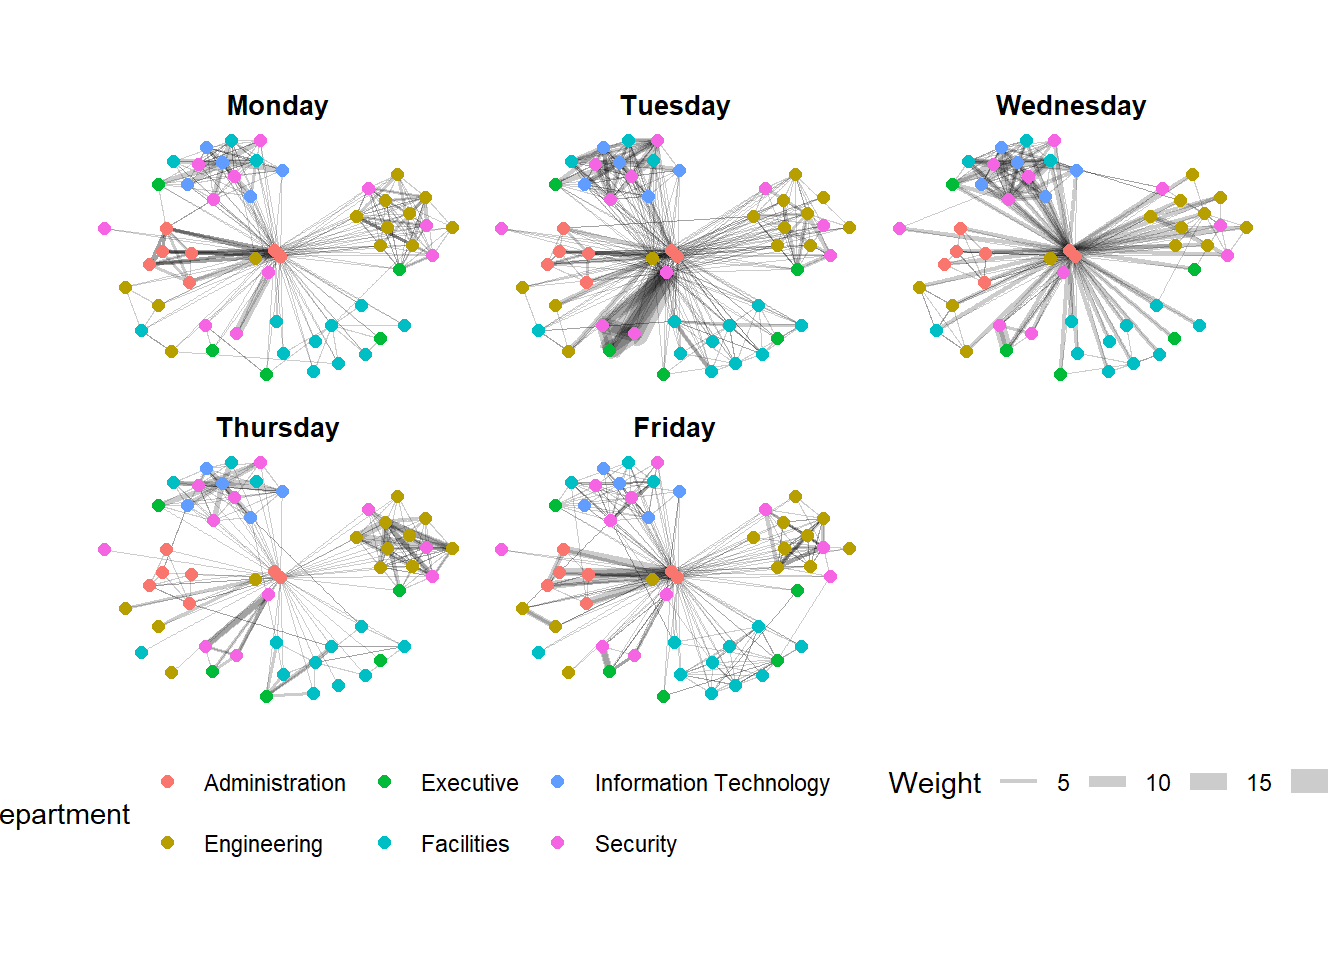 Monday
Tuesday
Wednesday
Thursday
Friday
epartment
Administration
Executive
Information Technology
Engineering
Facilities
Security
Weight
5
10
15